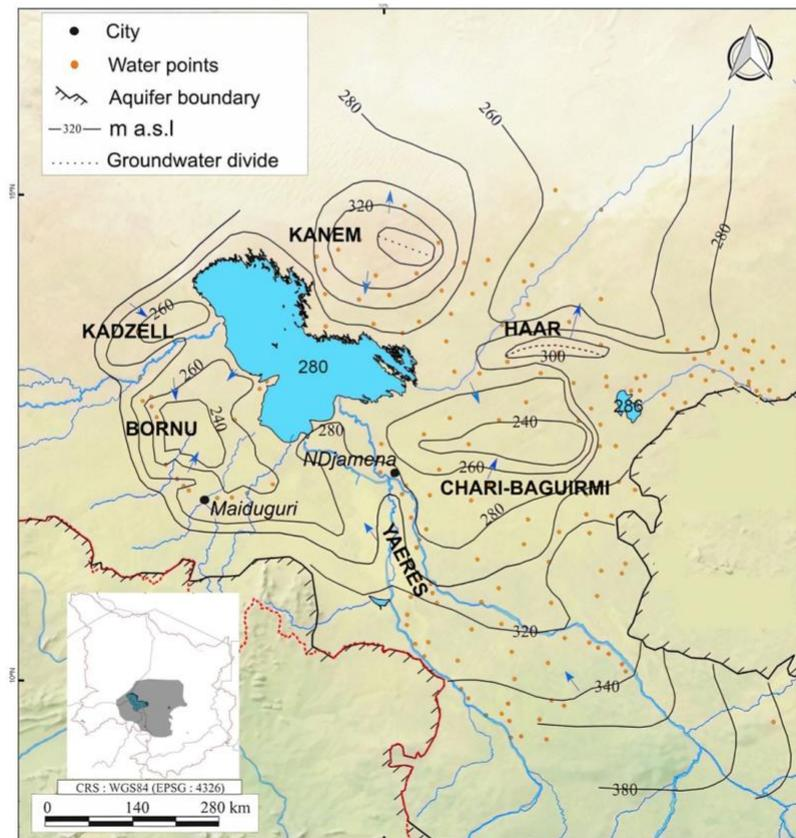 City
Water points
Aquifer boundary
320 m a.s.l
Groundwater divide
280
260
15°N
320
KANEM
280
260
KADZELL
HAAR
300
280
260
286
BORNU
240
240
280
NDjamena
260
CHARI-BAGUIRMI
Maiduguri
280
YAERES
320
10°N
340
380
CRS : WGS84 (EPSG : 4326)
0 140 280 km